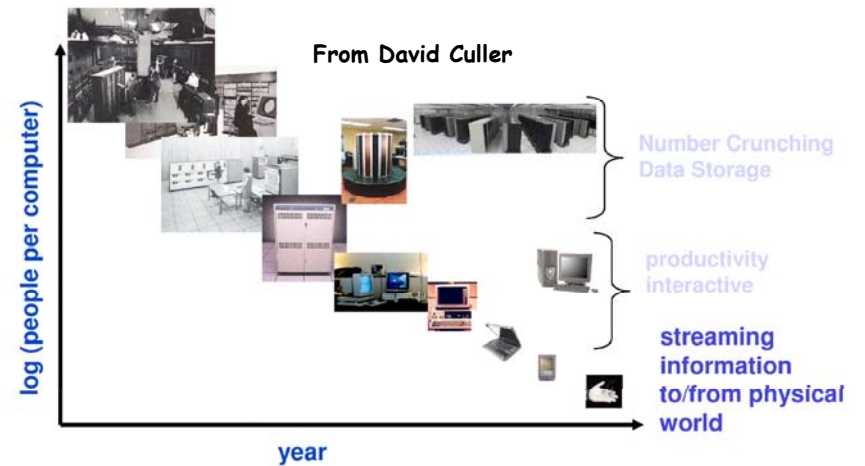 From David Culler
log (people per computer)
Number Crunching
Data Storage
productivity
interactive
streaming
information
to/from physical
world
year